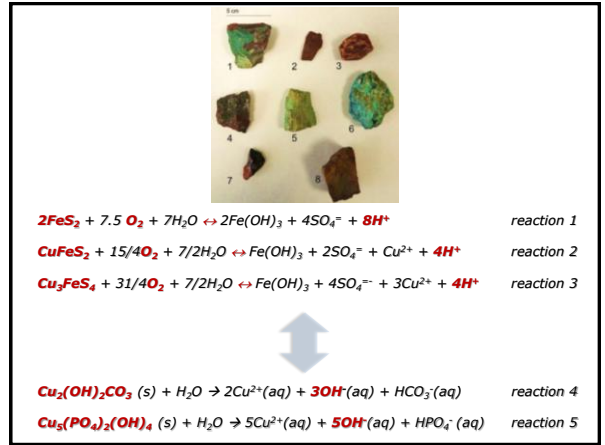 5 cm
1 2 3
4 5 6
7 8
2FeS₂ + 7.5 O₂ + 7H₂O ↔ 2Fe(OH)₃ + 4SO₄⁼ + 8H⁺ reaction 1
CuFeS₂ + 15/4O₂ + 7/2H₂O ↔ Fe(OH)₃ + 2SO₄⁼ + Cu²⁺ + 4H⁺ reaction 2
Cu₃FeS₄ + 31/4O₂ + 7/2H₂O ↔ Fe(OH)₃ + 4SO₄⁼⁻ + 3Cu²⁺ + 4H⁺ reaction 3
Cu₂(OH)₂CO₃ (s) + H₂O → 2Cu²⁺(aq) + 3OH⁻(aq) + HCO₃⁻(aq) reaction 4
Cu₅(PO₄)₂(OH)₄ (s) + H₂O → 5Cu²⁺(aq) + 5OH⁻(aq) + HPO₄⁻ (aq) reaction 5